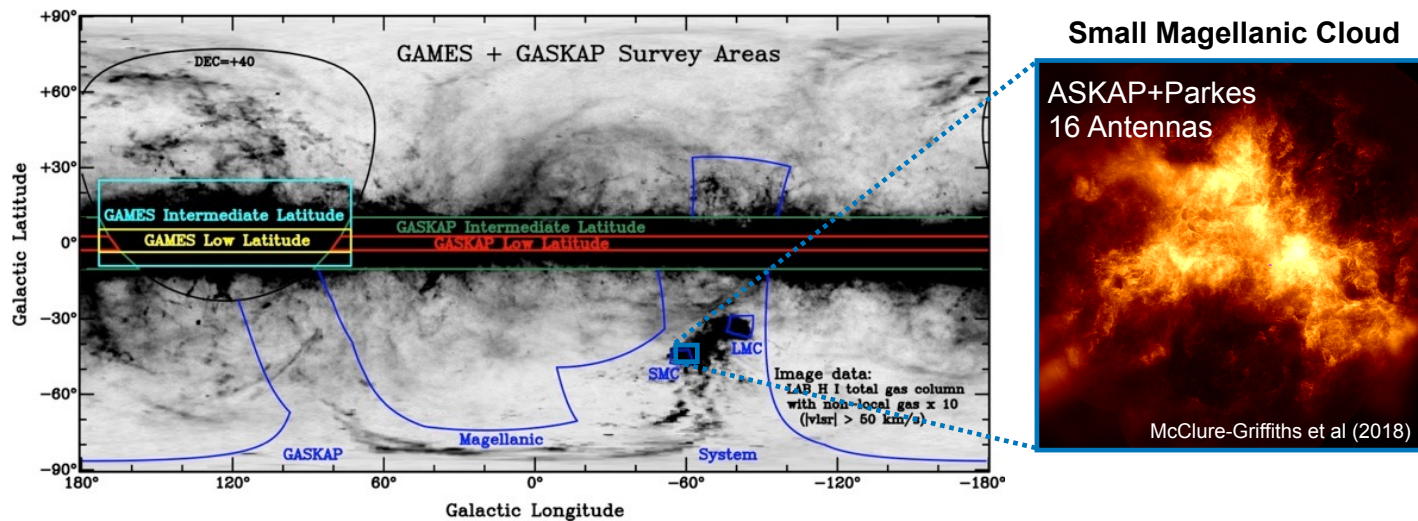 GAMES + GASKAP Survey Areas
DEC=+40
GAMES Intermediate Latitude
GAMES Low Latitude
GASKAP Intermediate Latitude
GASKAP Low Latitude
LMC
SMC
Image data:
LAB H I total gas column
with non-local gas x 10
(|vlsr| > 50 km/s)
GASKAP
Magellanic
System
Galactic Latitude
+90°
+60°
+30°
0°
−30°
−60°
−90°
180°
120°
60°
0°
−60°
−120°
−180°
Galactic Longitude
Small Magellanic Cloud
ASKAP+Parkes
16 Antennas
McClure-Griffiths et al (2018)